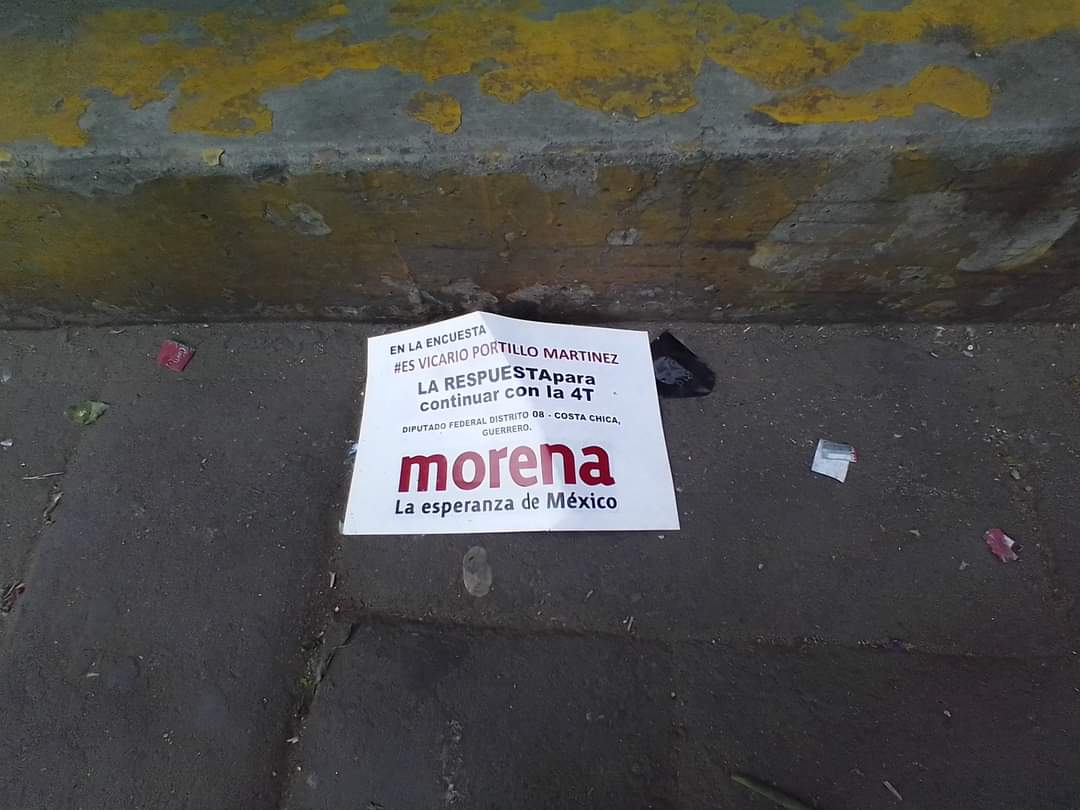 EN LA ENCUESTA
#ES VICARIO PORTILLO MARTINEZ
LA RESPUESTApara
continuar con la 4T
DIPUTADO FEDERAL DISTRITO 08 - COSTA CHICA,
GUERRERO.
morena
La esperanza de México